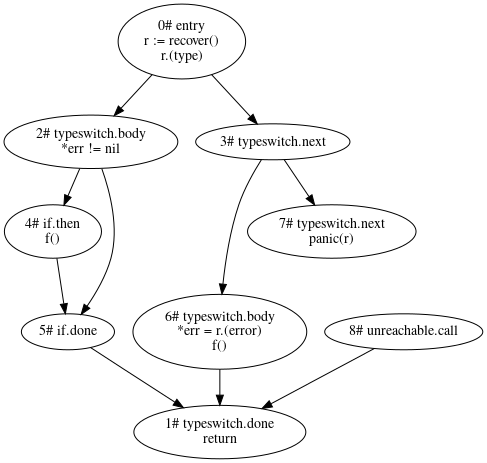 0# entry
r := recover()
r.(type)
2# typeswitch.body
*err != nil
3# typeswitch.next
4# if.then
f()
7# typeswitch.next
panic(r)
5# if.done
6# typeswitch.body
*err = r.(error)
f()
8# unreachable.call
1# typeswitch.done
return